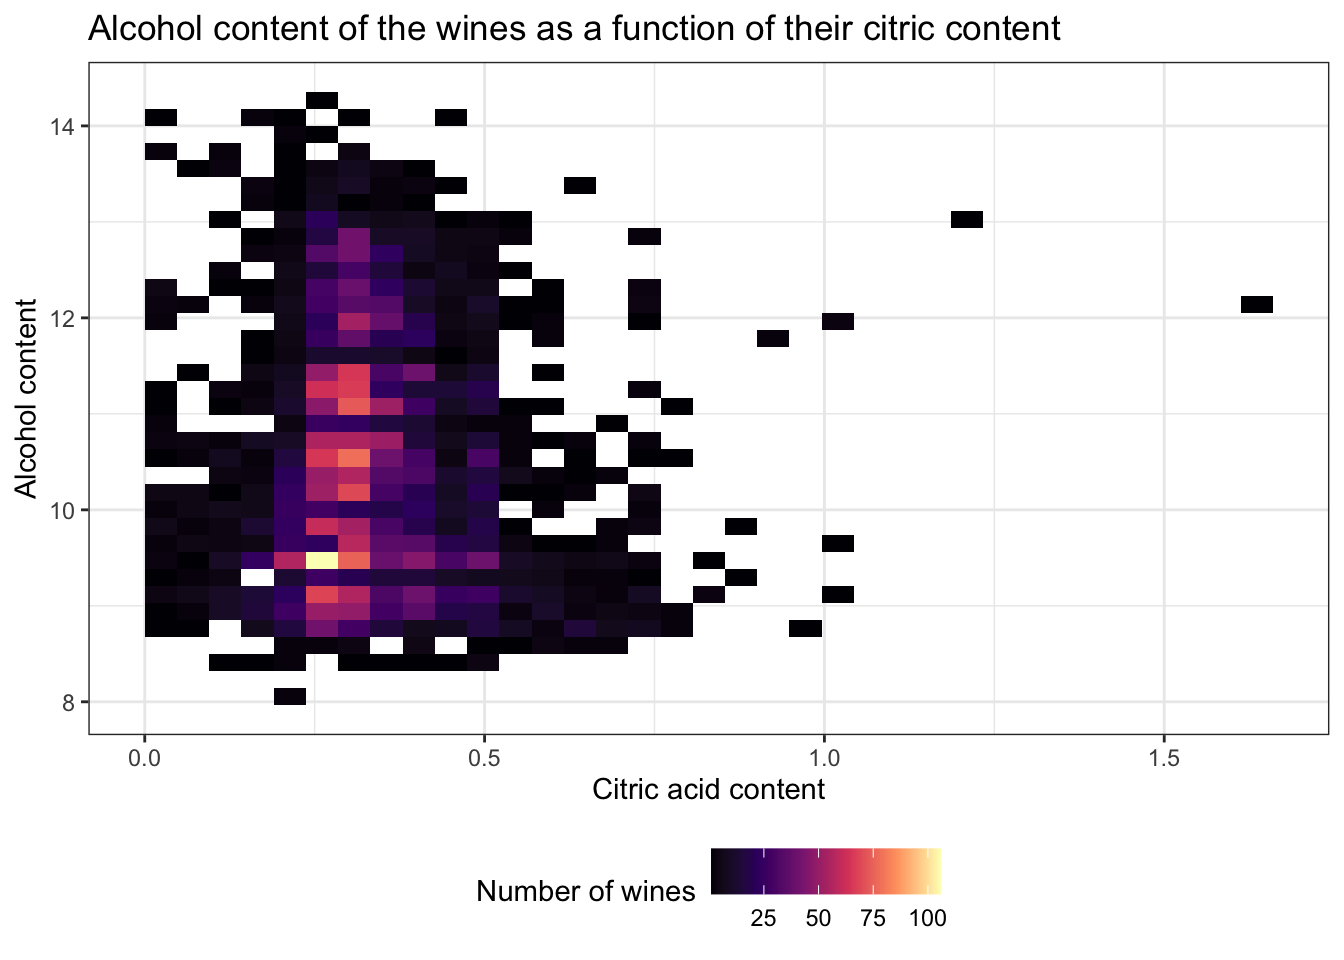 Alcohol content of the wines as a function of their citric content
14
12
10
8
Alcohol content
0.0 0.5 1.0 1.5
Citric acid content
Number of wines
25 50 75 100